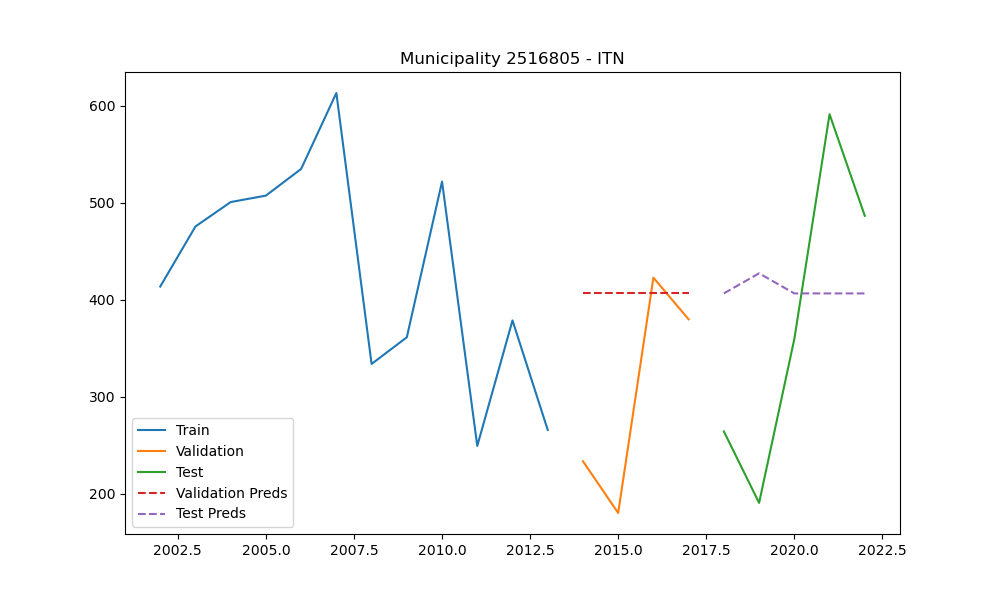 Municipality 2516805 - ITN
600
500
400
300
200
Train
Validation
Test
Validation Preds
Test Preds
2002.5 2005.0 2007.5 2010.0 2012.5 2015.0 2017.5 2020.0 2022.5